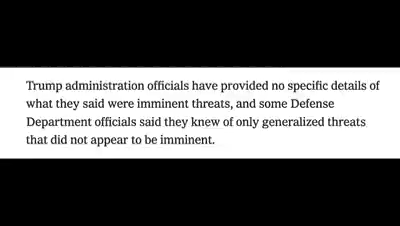 Trump administration officials have provided no specific details of
what they said were imminent threats, and some Defense
Department officials said they knew of only generalized threats
that did not appear to be imminent.